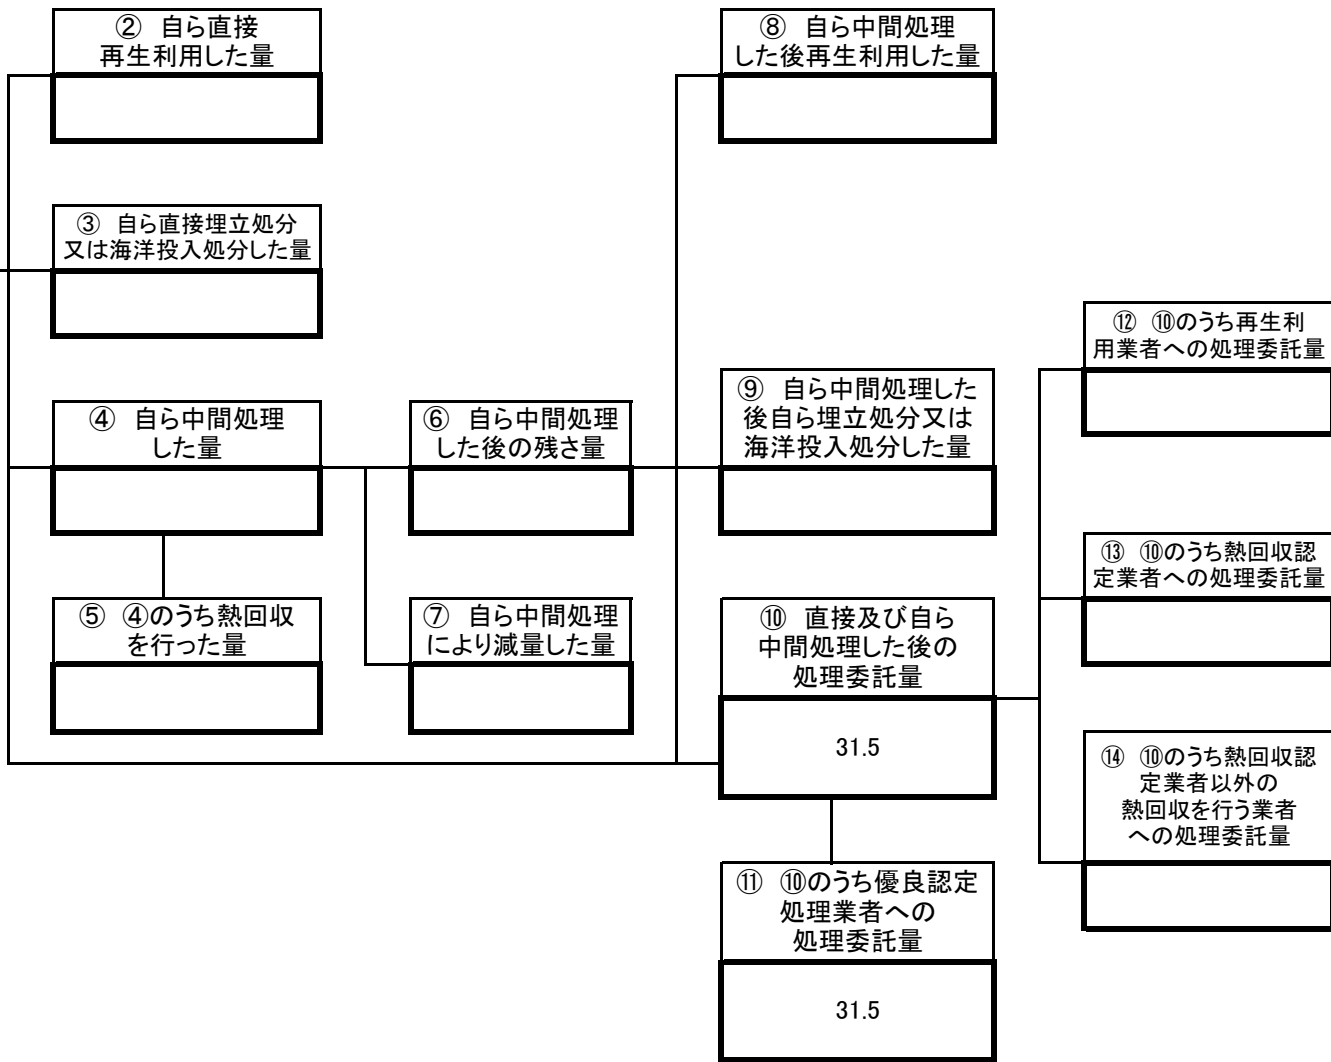 ② 自ら直接
再生利用した量
⑧ 自ら中間処理
した後再生利用した量
③ 自ら直接埋立処分
又は海洋投入処分した量
⑫ ⑩のうち再生利
用業者への処理委託量
④ 自ら中間処理
した量
⑥ 自ら中間処理
した後の残さ量
⑨ 自ら中間処理した
後自ら埋立処分又は
海洋投入処分した量
⑬ ⑩のうち熱回収認
定業者への処理委託量
⑤ ④のうち熱回収
を行った量
⑦ 自ら中間処理
により減量した量
⑩ 直接及び自ら
中間処理した後の
処理委託量
31.5
⑭ ⑩のうち熱回収認
定業者以外の
熱回収を行う業者
への処理委託量
⑪ ⑩のうち優良認定
処理業者への
処理委託量
31.5